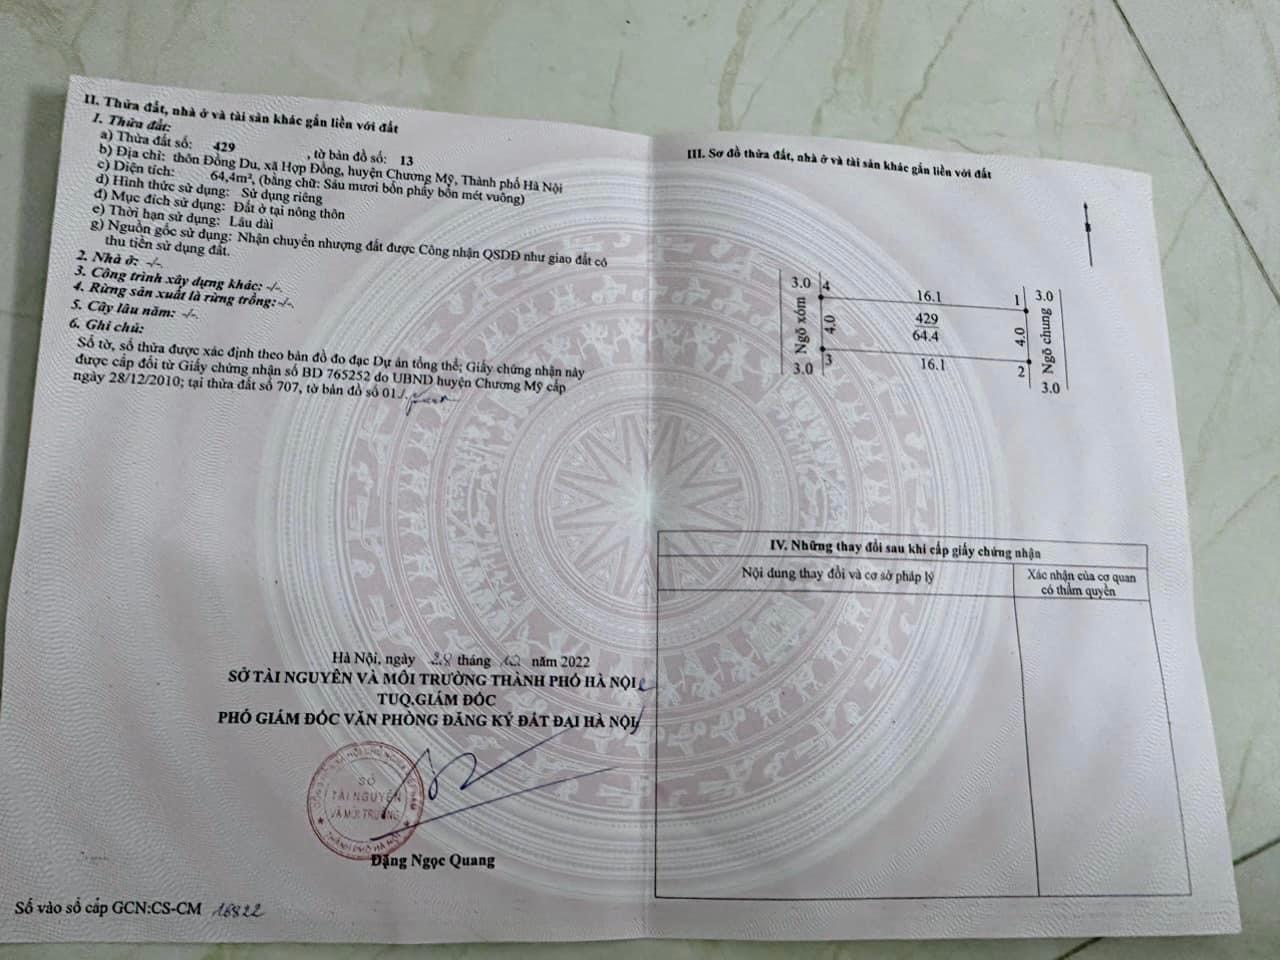 II. Thửa đất, nhà ở và tài sản khác gắn liền với đất
1. Thửa đất:
a) Thửa đất số: 429 , tờ bản đồ số: 13
b) Địa chỉ: thôn Đồng Du, xã Hợp Đồng, huyện Chương Mỹ, Thành phố Hà Nội
c) Diện tích: 64,4m², (bằng chữ: Sáu mươi bốn phẩy bốn mét vuông)
d) Hình thức sử dụng: Sử dụng riêng
đ) Mục đích sử dụng: Đất ở tại nông thôn
e) Thời hạn sử dụng: Lâu dài
g) Nguồn gốc sử dụng: Nhận chuyển nhượng đất được Công nhận QSDĐ như giao đất có
thu tiền sử dụng đất.
2. Nhà ở: -/-.
3. Công trình xây dựng khác: -/-.
4. Rừng sản xuất là rừng trồng: -/-.
5. Cây lâu năm: -/-.
6. Ghi chú:
Số tờ, số thửa được xác định theo bản đồ đo đạc Dự án tổng thể; Giấy chứng nhận này
được cấp đổi từ Giấy chứng nhận số BD 765252 do UBND huyện Chương Mỹ cấp
ngày 28/12/2010; tại thửa đất số 707, tờ bản đồ số 01./.
Hà Nội, ngày 28 tháng 12 năm 2022
SỞ TÀI NGUYÊN VÀ MÔI TRƯỜNG THÀNH PHỐ HÀ NỘI
TUQ.GIÁM ĐỐC
PHÓ GIÁM ĐỐC VĂN PHÒNG ĐĂNG KÝ ĐẤT ĐAI HÀ NỘI
SỞ
TÀI NGUYÊN
VÀ MÔI TRƯỜNG
THÀNH PHỐ HÀ NỘI
Đặng Ngọc Quang
Số vào sổ cấp GCN:CS-CM 16822
III. Sơ đồ thửa đất, nhà ở và tài sản khác gắn liền với đất
3.0 4 16.1 1 3.0
Ngõ xóm 4.0 429 4.0 Ngõ chung
64.4
3.0 3 16.1 2 3.0
IV. Những thay đổi sau khi cấp giấy chứng nhận
Nội dung thay đổi và cơ sở pháp lý
Xác nhận của cơ quan
có thẩm quyền